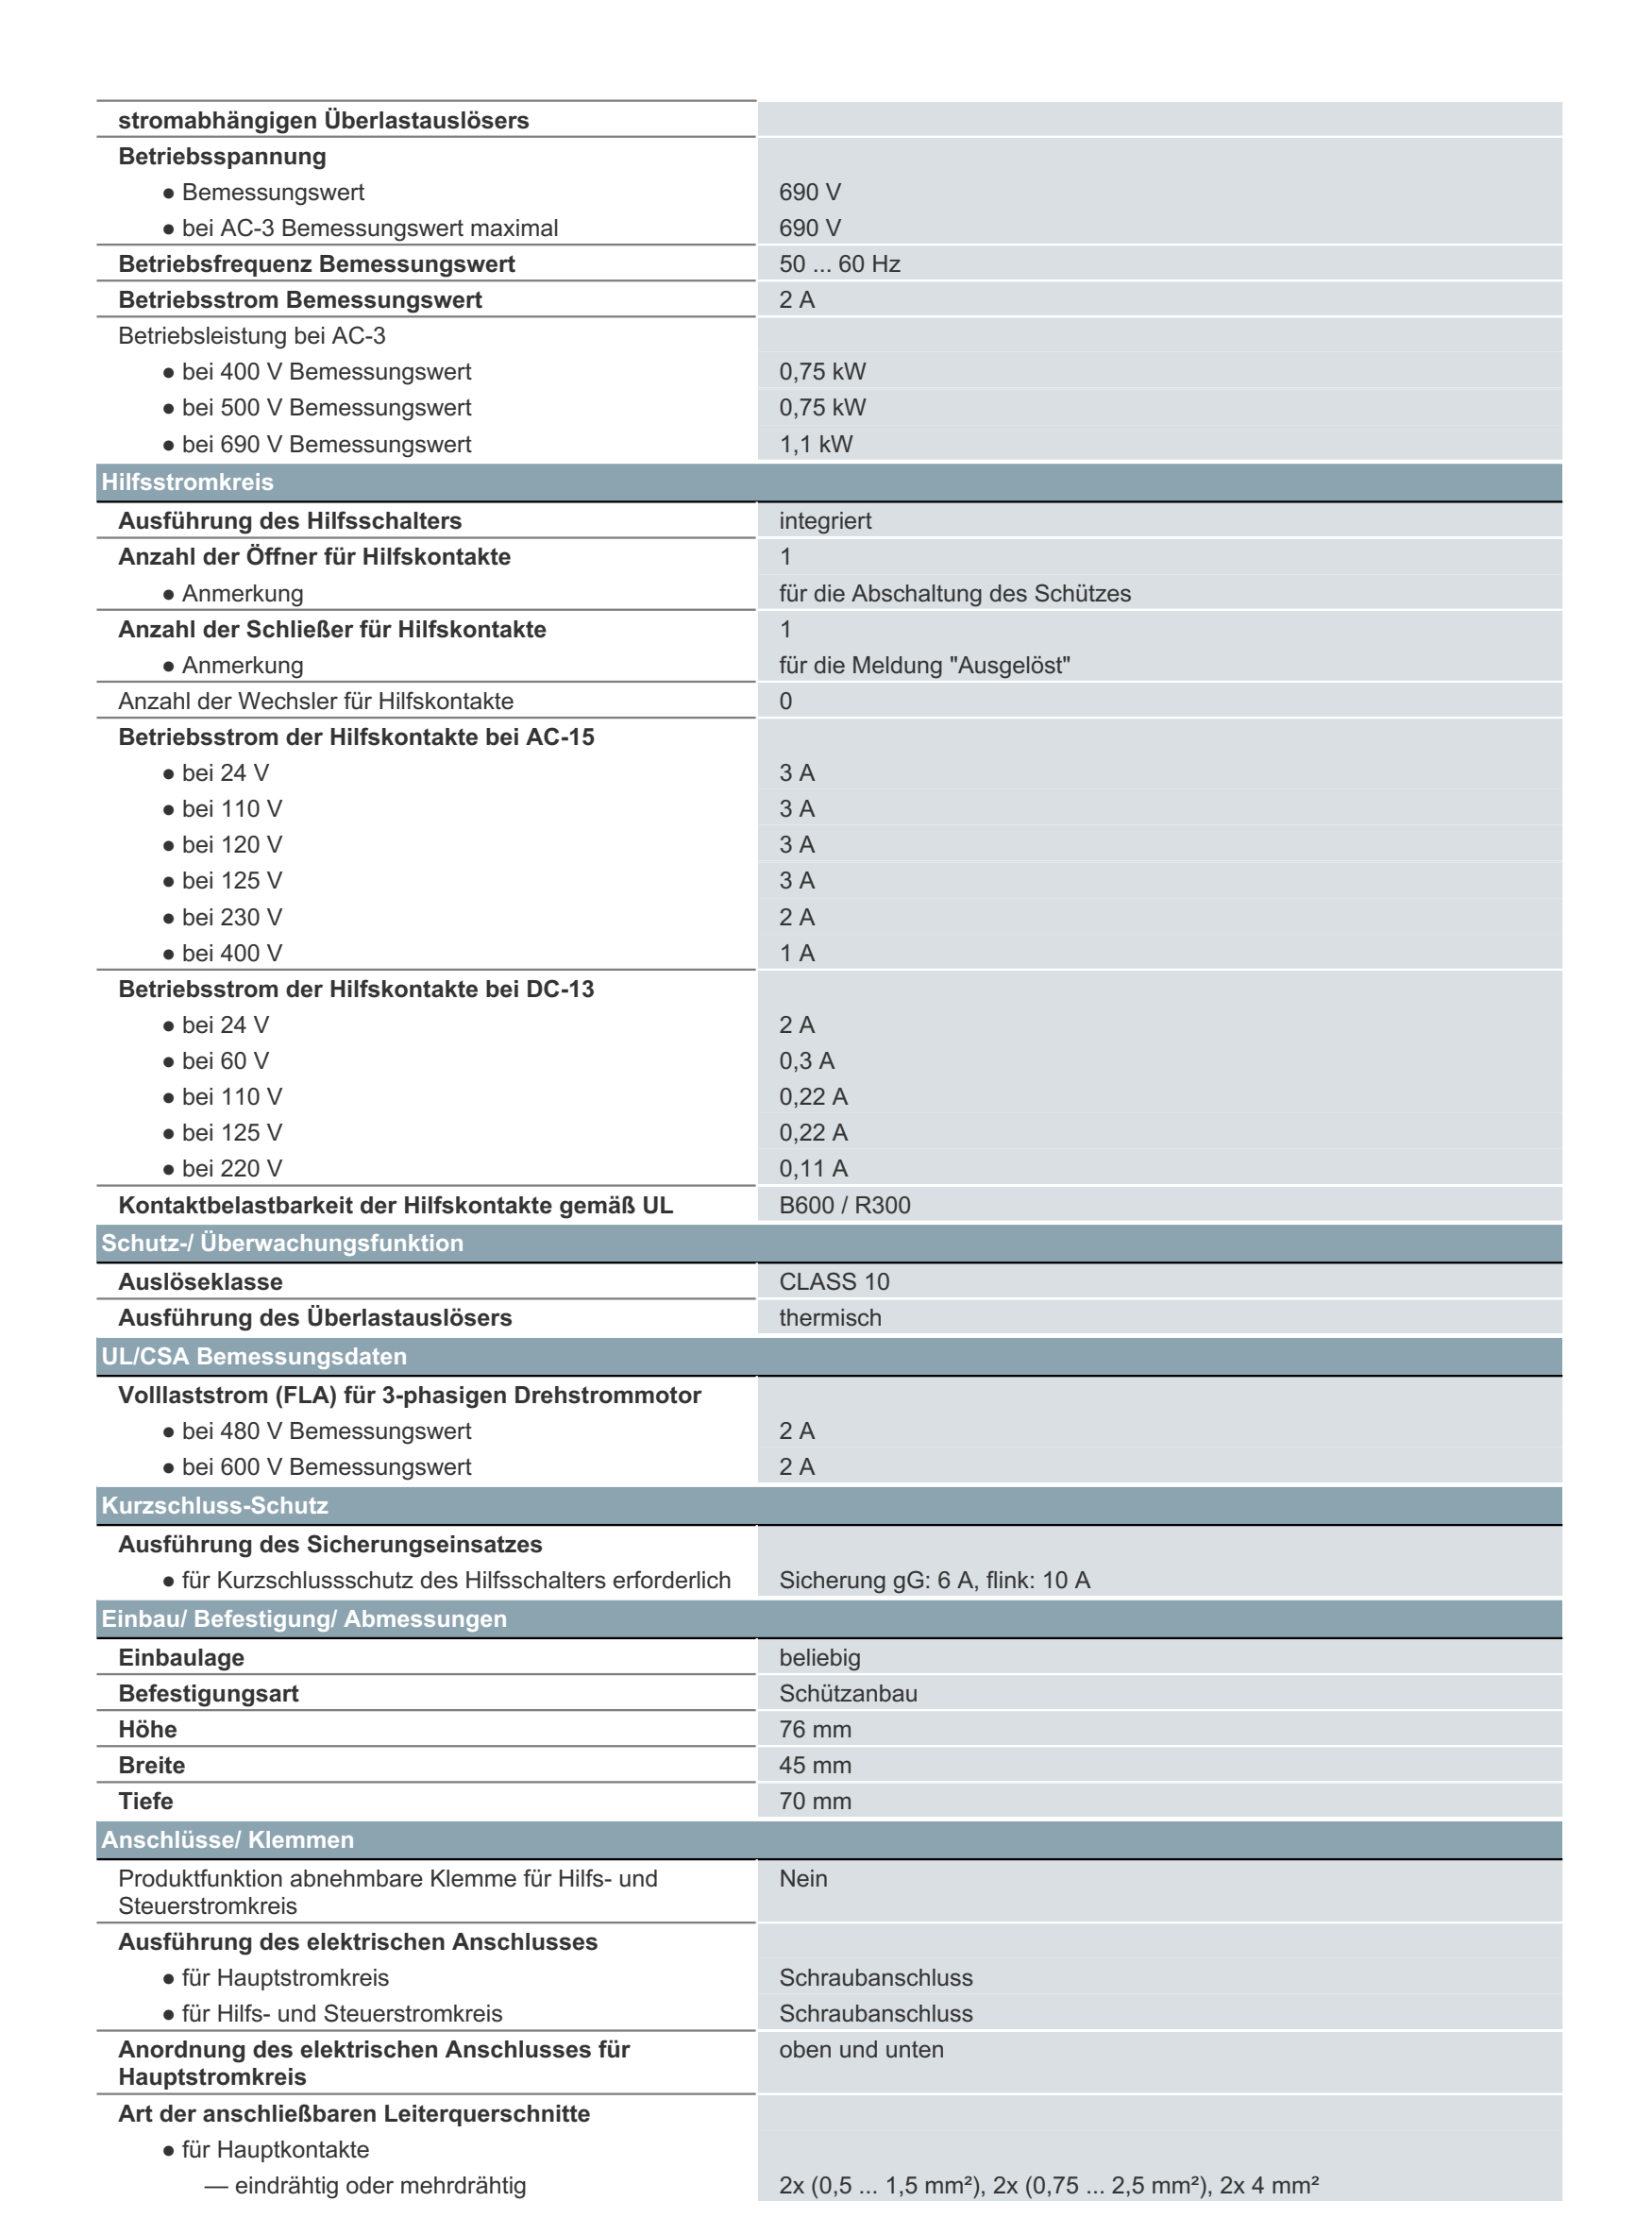 stromabhängigen Überlastauslösers
Betriebsspannung
● Bemessungswert 690 V
● bei AC-3 Bemessungswert maximal 690 V
Betriebsfrequenz Bemessungswert 50 ... 60 Hz
Betriebsstrom Bemessungswert 2 A
Betriebsleistung bei AC-3
● bei 400 V Bemessungswert 0,75 kW
● bei 500 V Bemessungswert 0,75 kW
● bei 690 V Bemessungswert 1,1 kW
Hilfsstromkreis
Ausführung des Hilfsschalters integriert
Anzahl der Öffner für Hilfskontakte 1
● Anmerkung für die Abschaltung des Schützes
Anzahl der Schließer für Hilfskontakte 1
● Anmerkung für die Meldung "Ausgelöst"
Anzahl der Wechsler für Hilfskontakte 0
Betriebsstrom der Hilfskontakte bei AC-15
● bei 24 V 3 A
● bei 110 V 3 A
● bei 120 V 3 A
● bei 125 V 3 A
● bei 230 V 2 A
● bei 400 V 1 A
Betriebsstrom der Hilfskontakte bei DC-13
● bei 24 V 2 A
● bei 60 V 0,3 A
● bei 110 V 0,22 A
● bei 125 V 0,22 A
● bei 220 V 0,11 A
Kontaktbelastbarkeit der Hilfskontakte gemäß UL B600 / R300
Schutz-/ Überwachungsfunktion
Auslöseklasse CLASS 10
Ausführung des Überlastauslösers thermisch
UL/CSA Bemessungsdaten
Volllaststrom (FLA) für 3-phasigen Drehstrommotor
● bei 480 V Bemessungswert 2 A
● bei 600 V Bemessungswert 2 A
Kurzschluss-Schutz
Ausführung des Sicherungseinsatzes
● für Kurzschlussschutz des Hilfsschalters erforderlich Sicherung gG: 6 A, flink: 10 A
Einbau/ Befestigung/ Abmessungen
Einbaulage beliebig
Befestigungsart Schützanbau
Höhe 76 mm
Breite 45 mm
Tiefe 70 mm
Anschlüsse/ Klemmen
Produktfunktion abnehmbare Klemme für Hilfs- und Nein
Steuerstromkreis
Ausführung des elektrischen Anschlusses
● für Hauptstromkreis Schraubanschluss
● für Hilfs- und Steuerstromkreis Schraubanschluss
Anordnung des elektrischen Anschlusses für oben und unten
Hauptstromkreis
Art der anschließbaren Leiterquerschnitte
● für Hauptkontakte
— eindrähtig oder mehrdrähtig 2x (0,5 ... 1,5 mm²), 2x (0,75 ... 2,5 mm²), 2x 4 mm²